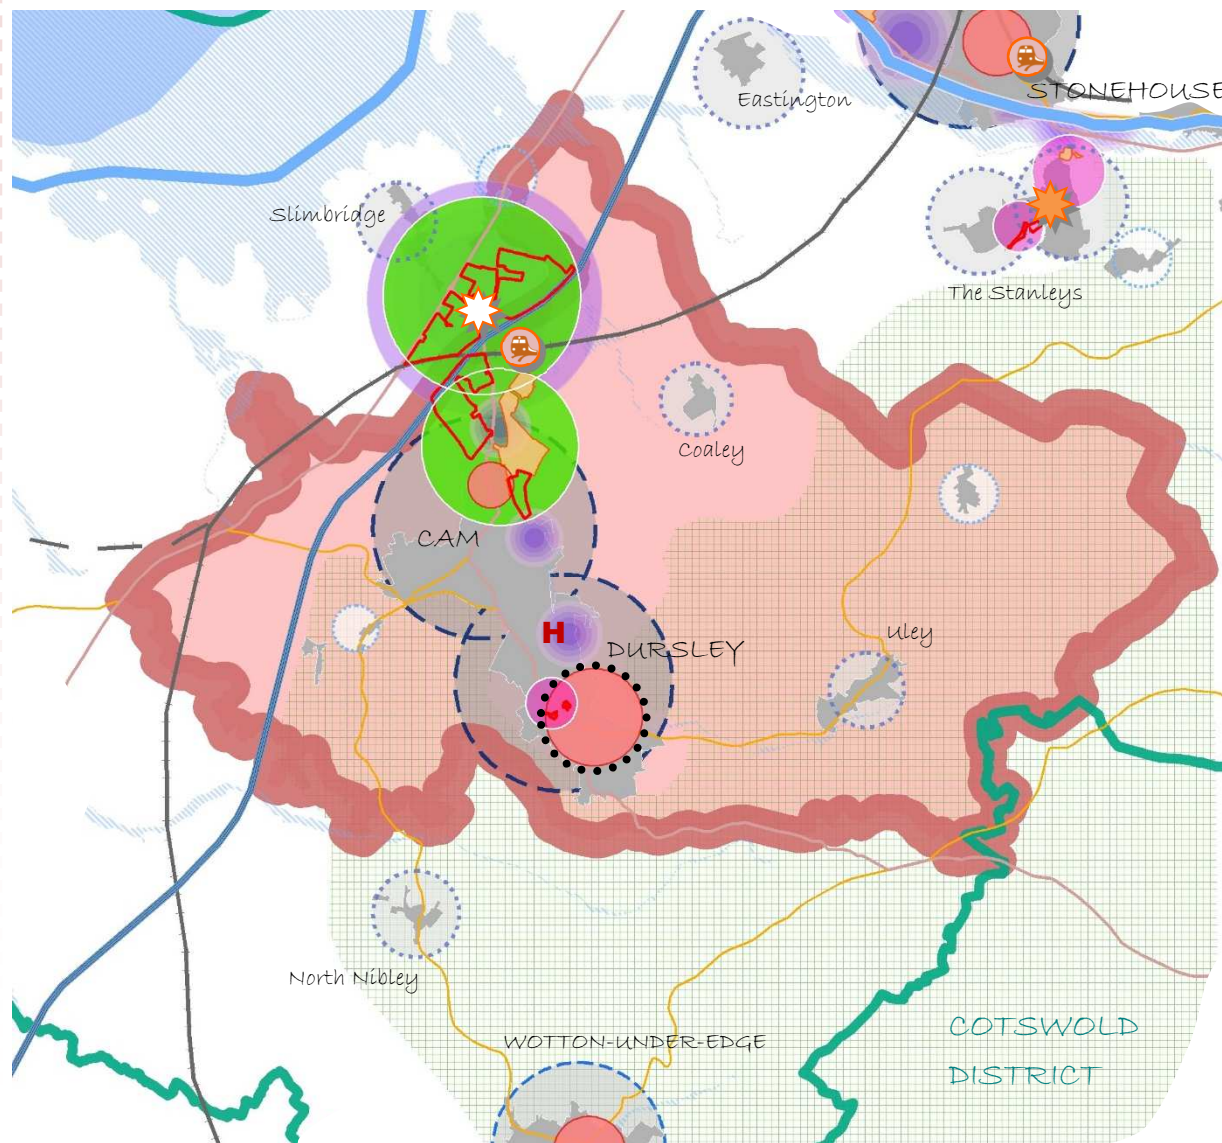 Eastington
STONEHOUSE
Slimbridge
The Stanleys
Coaley
CAM
H
DURSLEY
Uley
North Nibley
WOTTON-UNDER-EDGE
COTSWOLD
DISTRICT